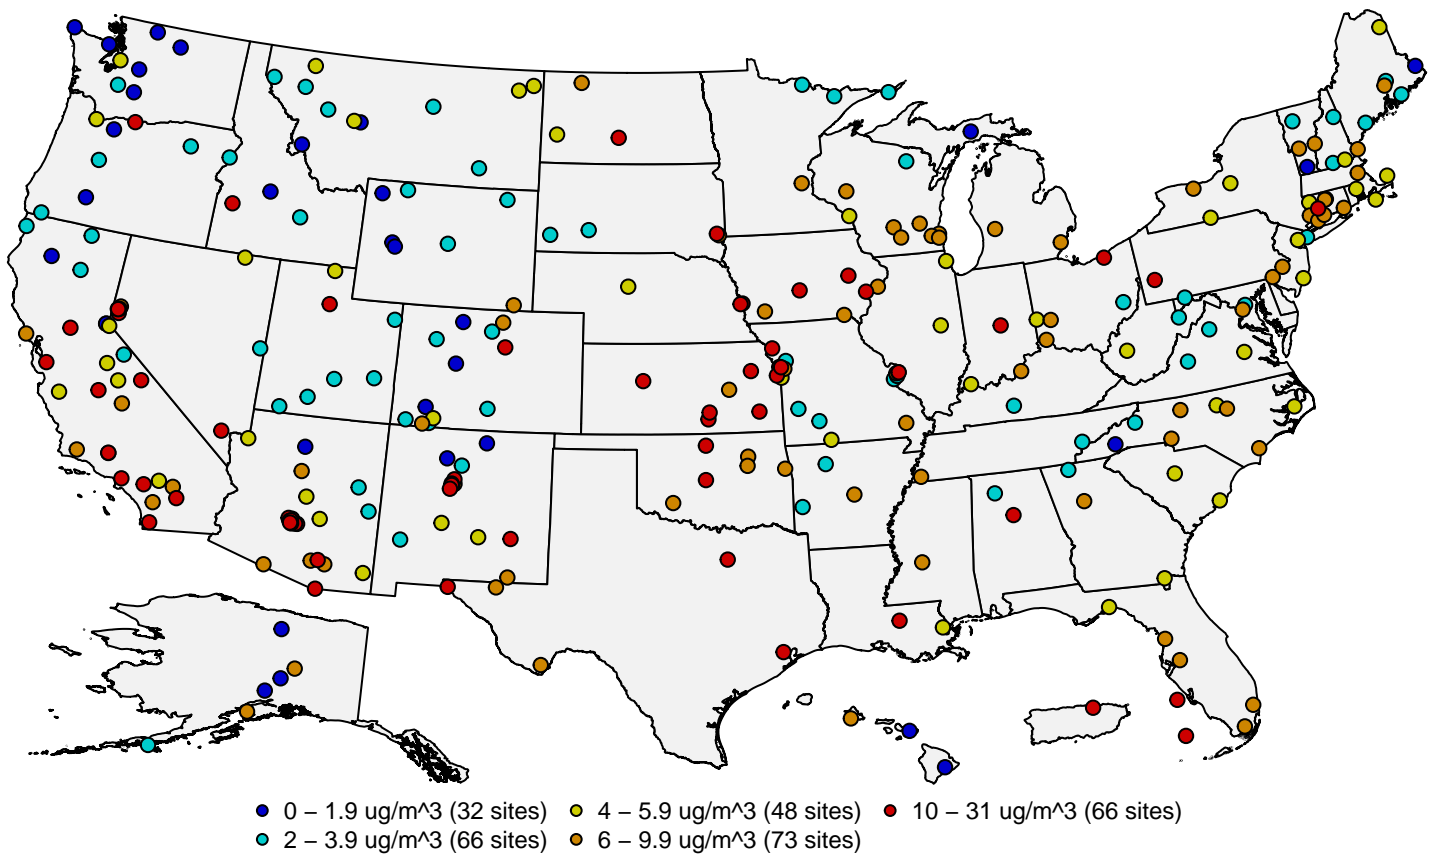 0 – 1.9 ug/m^3 (32 sites) 4 – 5.9 ug/m^3 (48 sites) 10 – 31 ug/m^3 (66 sites)
2 – 3.9 ug/m^3 (66 sites) 6 – 9.9 ug/m^3 (73 sites)